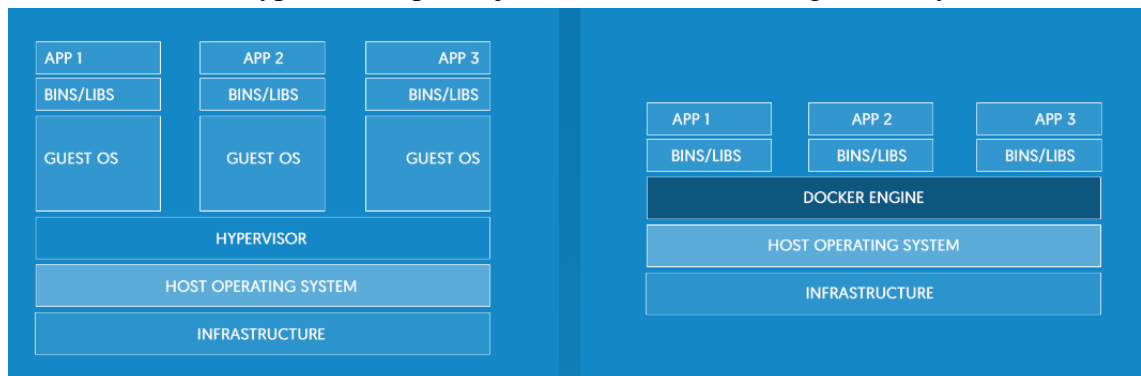 APP 1 APP 2 APP 3
BINS/LIBS BINS/LIBS BINS/LIBS
GUEST OS GUEST OS GUEST OS
HYPERVISOR
HOST OPERATING SYSTEM
INFRASTRUCTURE
APP 1 APP 2 APP 3
BINS/LIBS BINS/LIBS BINS/LIBS
DOCKER ENGINE
HOST OPERATING SYSTEM
INFRASTRUCTURE